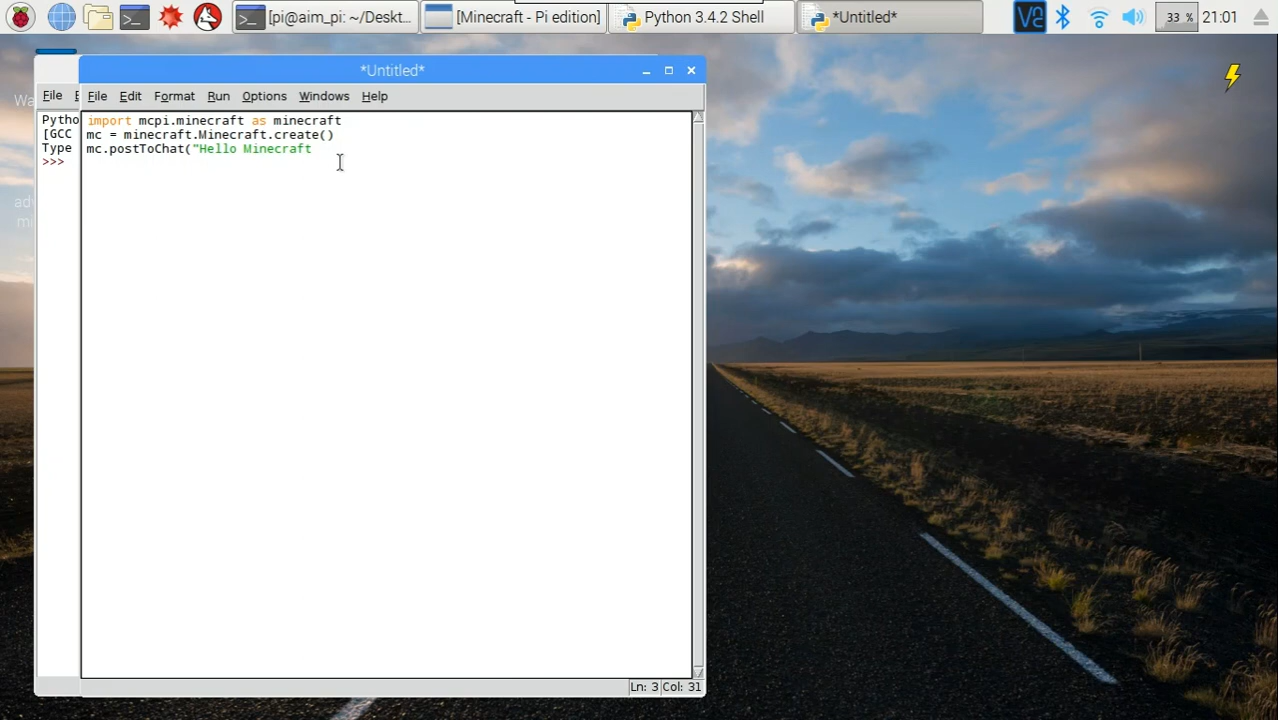 [pi@aim_pi: ~/Deskt...
[Minecraft - Pi edition]
Python 3.4.2 Shell
*Untitled*
33 %
21:01
*Untitled*
File
File Edit Format Run Options Windows Help
Pytho
[GCC
Type
>>>
import mcpi.minecraft as minecraft
mc = minecraft.Minecraft.create()
mc.postToChat("Hello Minecraft
Ln: 3 Col: 31